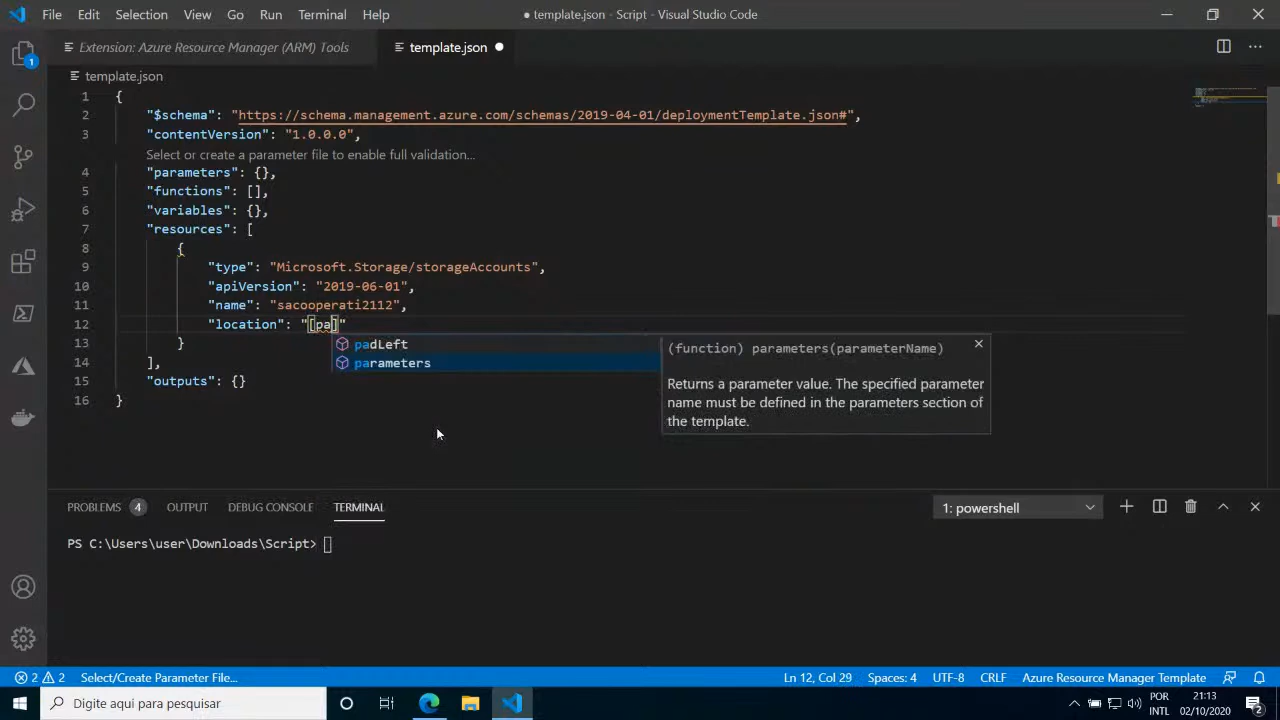 File Edit Selection View Go Run Terminal Help
● template.json - Script - Visual Studio Code
Extension: Azure Resource Manager (ARM) Tools
template.json
1
template.json
1 {
2 "$schema": "https://schema.management.azure.com/schemas/2019-04-01/deploymentTemplate.json#",
3 "contentVersion": "1.0.0.0",
Select or create a parameter file to enable full validation...
4 "parameters": {},
5 "functions": [],
6 "variables": {},
7 "resources": [
8 {
9 "type": "Microsoft.Storage/storageAccounts",
10 "apiVersion": "2019-06-01",
11 "name": "sacooperati2112",
12 "location": "[pa]"
13 }
14 ],
15 "outputs": {}
16 }
padLeft
parameters
(function) parameters(parameterName)
Returns a parameter value. The specified parameter
name must be defined in the parameters section of
the template.
PROBLEMS 4 OUTPUT DEBUG CONSOLE TERMINAL
1: powershell
PS C:\Users\user\Downloads\Script>
2 2 Select/Create Parameter File...
Ln 12, Col 29 Spaces: 4 UTF-8 CRLF Azure Resource Manager Template
Digite aqui para pesquisar
POR
INTL
21:13
02/10/2020
2